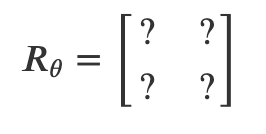 R_θ = [ ? ?
? ? ]